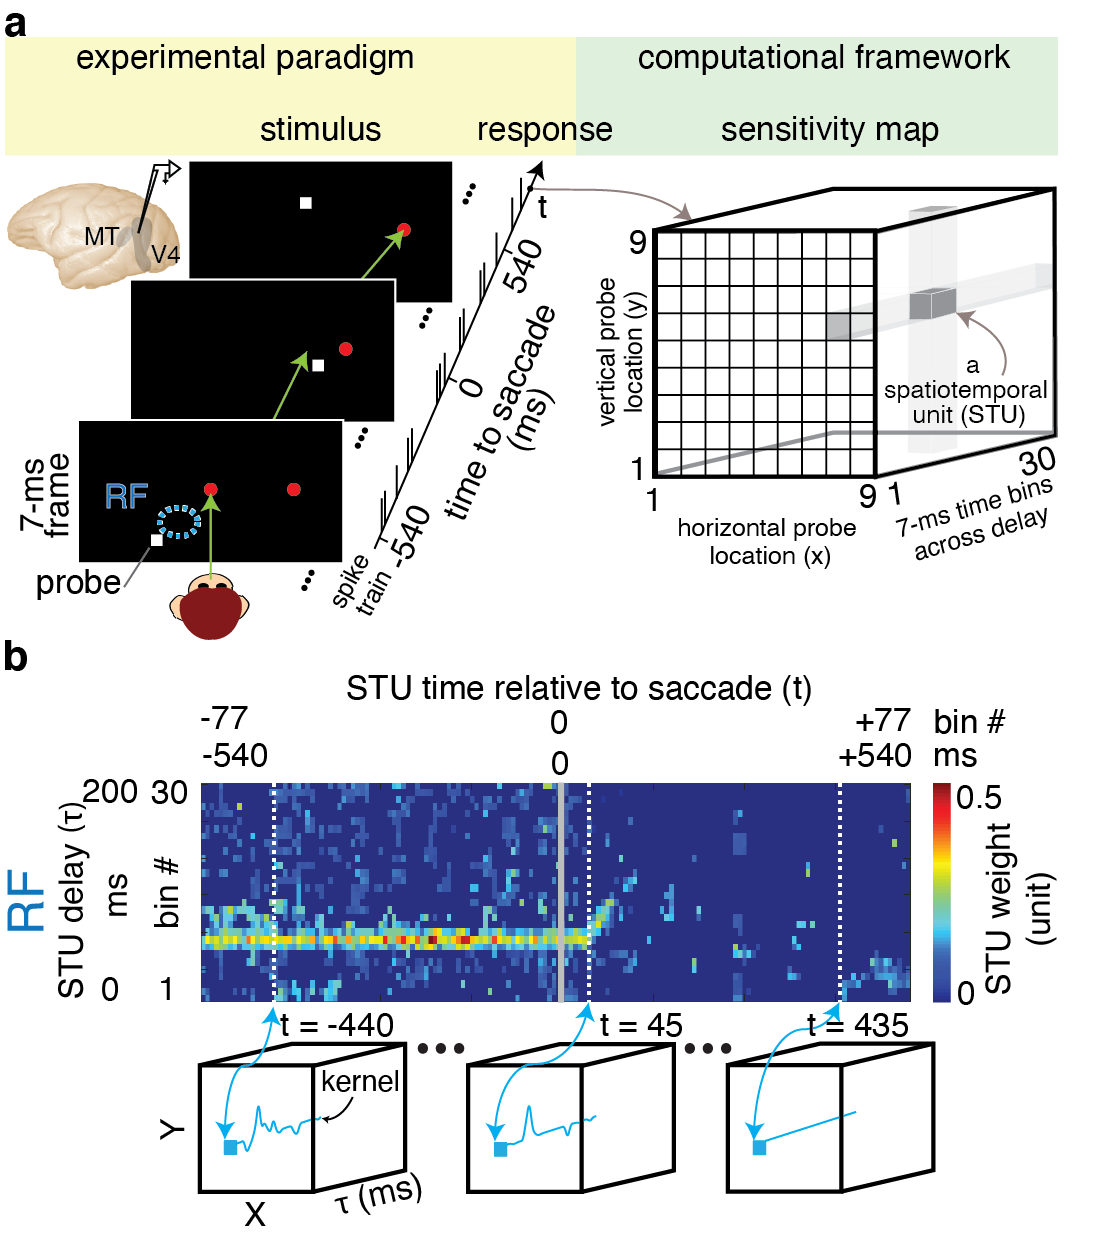 a
experimental paradigm
computational framework
stimulus
response
sensitivity map
MT
V4
t
540
0
-540
time to saccade
(ms)
spike
train
7-ms
frame
RF
probe
9
vertical probe
location (y)
1
1
9
horizontal probe
location (x)
1
30
7-ms time bins
across delay
a
spatiotemporal
unit (STU)
b
STU time relative to saccade (t)
-77
0
+77
bin #
-540
0
+540
ms
RF
STU delay (τ)
ms
200
0
bin #
30
1
0.5
0
STU weight
(unit)
t = -440
t = 45
t = 435
kernel
Y
X
τ (ms)